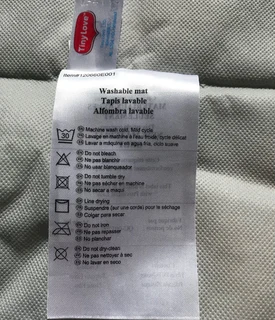 TinyLove
Washable mat
Tapis lavable
Alfombra lavable
Machine wash cold. Mild cycle
Lavage en machine à l'eau froide, cycle délicat
Lavar a máquina en agua fría, ciclo suave
Do not bleach
Ne pas blanchir
No usar blanqueador
Do not tumble dry
Ne pas sécher en machine
No secar a maqui
Line drying
Suspendre (sur une corde) pour le séchage
Colgar para secar
Do not iron
Ne pas repasser
No planchar
Do not dry-clean
Ne pas nettoyer à sec
No lavar en seco